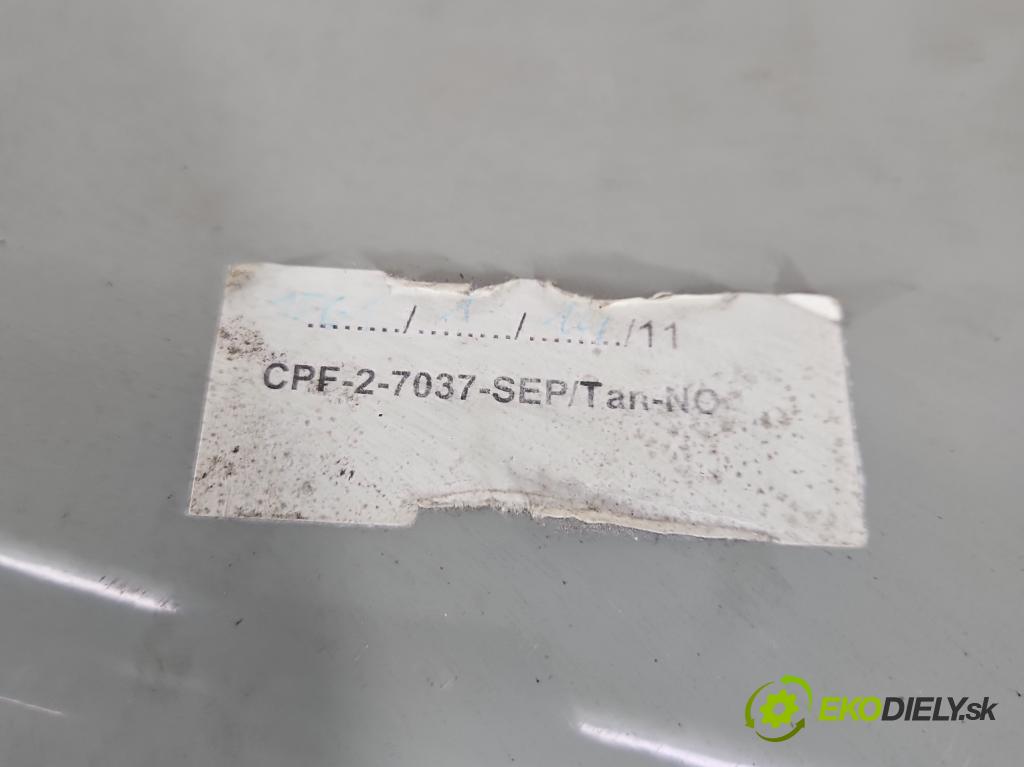 ........./........../........../11
CPF-2-7037-SEP/Tan-NO
EKODIELY.sk